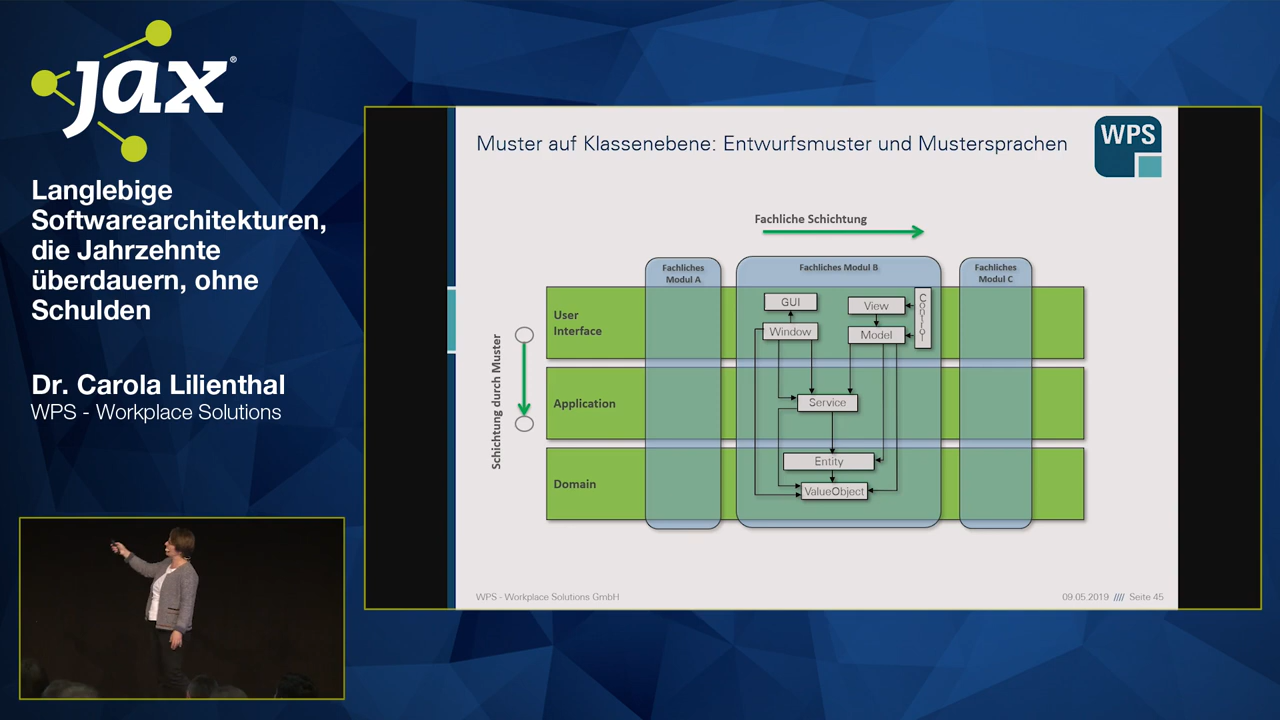 jax®
Langlebige
Softwarearchitekturen,
die Jahrzehnte
überdauern, ohne
Schulden
Dr. Carola Lilienthal
WPS - Workplace Solutions
Muster auf Klassenebene: Entwurfsmuster und Mustersprachen
WPS
Fachliche Schichtung
Fachliches
Modul A
Fachliches Modul B
Fachliches
Modul C
User
Interface
GUI
View
Control
Window
Model
Schichtung durch Muster
Application
Service
Domain
Entity
ValueObject
WPS - Workplace Solutions GmbH
09.05.2019 //// Seite 45